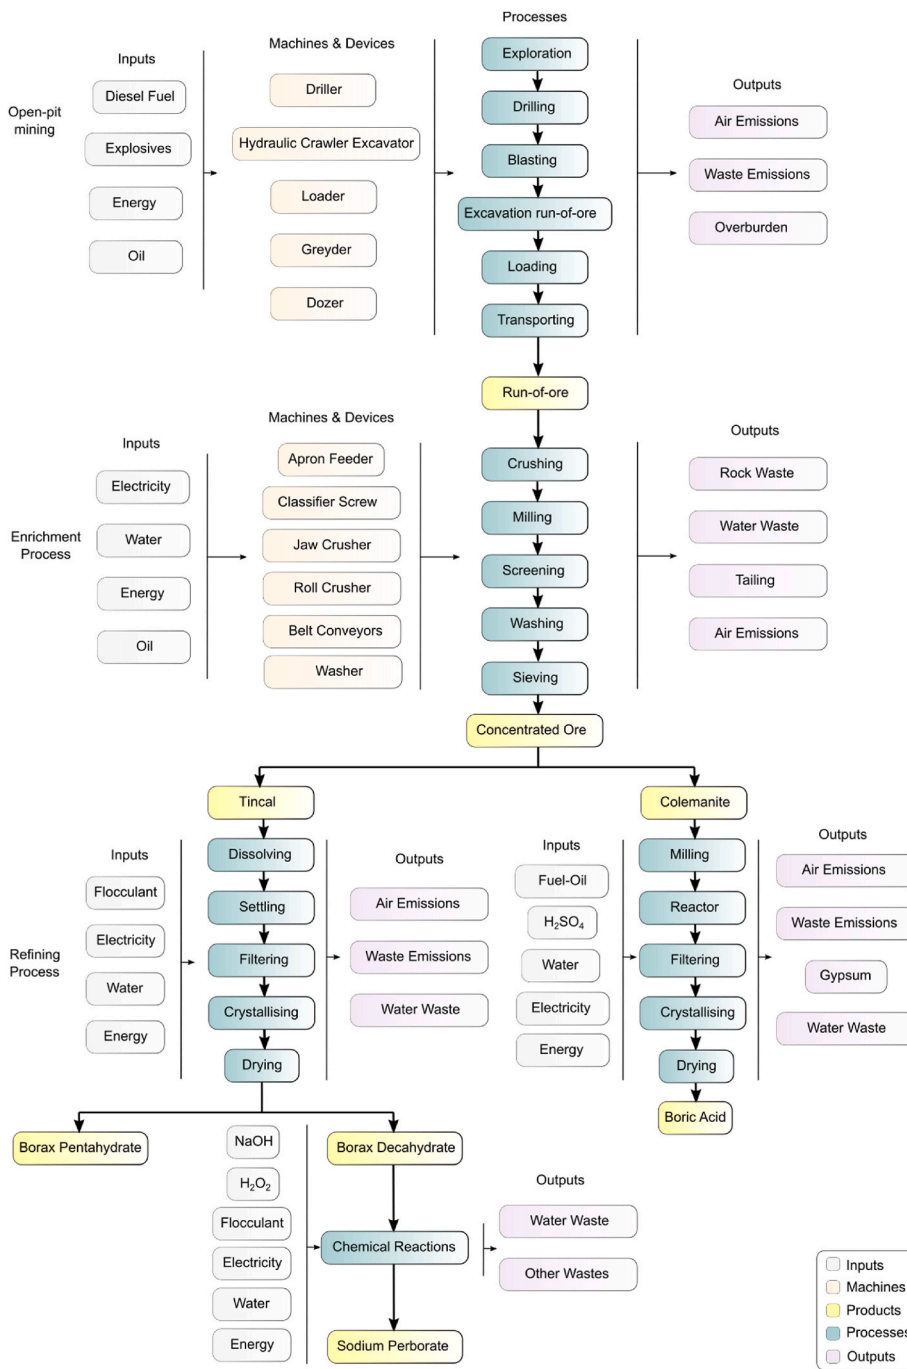 Processes
Machines & Devices
Inputs
Exploration
Outputs
Open-pit
mining
Diesel Fuel
Explosives
Energy
Oil
Driller
Hydraulic Crawler Excavator
Loader
Greyder
Dozer
Drilling
Blasting
Excavation run-of-ore
Loading
Transporting
Air Emissions
Waste Emissions
Overburden
Run-of-ore
Machines & Devices
Inputs
Outputs
Enrichment
Process
Electricity
Water
Energy
Oil
Apron Feeder
Classifier Screw
Jaw Crusher
Roll Crusher
Belt Conveyors
Washer
Crushing
Milling
Screening
Washing
Sieving
Rock Waste
Water Waste
Tailing
Air Emissions
Concentrated Ore
Tincal
Colemanite
Refining
Process
Inputs
Flocculant
Electricity
Water
Energy
Dissolving
Settling
Filtering
Crystallising
Drying
Outputs
Air Emissions
Waste Emissions
Water Waste
Inputs
Fuel-Oil
H₂SO₄
Water
Electricity
Energy
Milling
Reactor
Filtering
Crystallising
Drying
Outputs
Air Emissions
Waste Emissions
Gypsum
Water Waste
Boric Acid
Borax Pentahydrate
Borax Decahydrate
NaOH
H₂O₂
Flocculant
Electricity
Water
Energy
Chemical Reactions
Outputs
Water Waste
Other Wastes
Sodium Perborate
Inputs
Machines
Products
Processes
Outputs